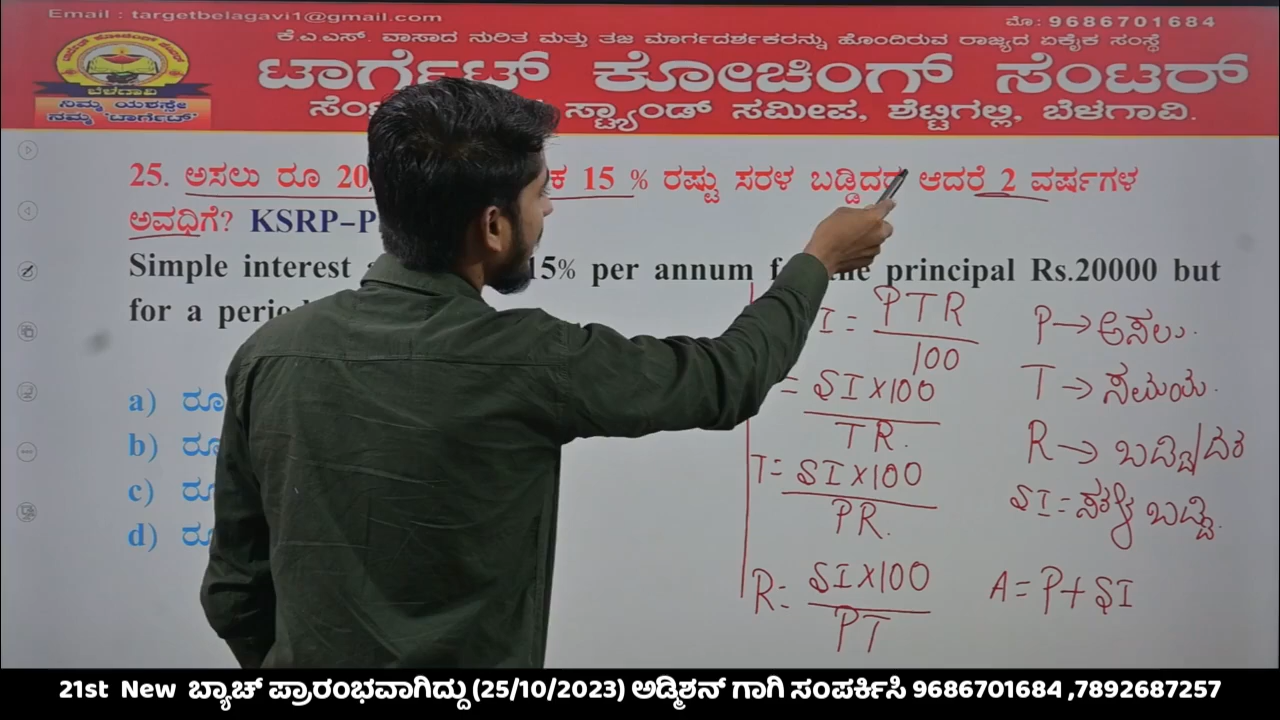 Email : targetbelagavi1@gmail.com
ಮೊ : 9686701684
ಕೆ.ಎ.ಎಸ್. ವಾಸಾದ ನುರಿತ ಮತ್ತು ತಜ್ಞ ಮಾರ್ಗದರ್ಶಕರನ್ನು ಹೊಂದಿರುವ ರಾಜ್ಯದ ಏಕೈಕ ಸಂಸ್ಥೆ
ಟಾರ್ಗೆಟ್ ಕೋಚಿಂಗ್ ಸೆಂಟರ್
ಸ್ಟ್ಯಾಂಡ್ ಸಮೀಪ, ಶೆಟ್ಟಿಗಲ್ಲಿ, ಬೆಳಗಾವಿ.
ಬೆಳಗಾವಿ
ನಿಮ್ಮ ಯಶಸ್ಸೇ
ನಮ್ಮ 'ಟಾರ್ಗೆಟ್'
25. ಅಸಲು ರೂ 20, 15 % ರಷ್ಟು ಸರಳ ಆದರೆ 2 ವರ್ಷಗಳ
ಅವಧಿಗೆ? KSRP-P
Simple interest 15% per annum principal Rs.20000 but
for a
a) ರೂ
b) ರೂ
c) ರೂ
d) ರೂ
I = PTR
100
= SI×100
TR.
T= SI×100
PR.
R= SI×100
PT
P→ಅಸಲು.
T→ಸಮಯ.
R→ಬಡ್ಡಿ/ದರ
SI=ಸರಳ ಬಡ್ಡಿ.
A=P+SI
21st New ಬ್ಯಾಚ್ ಪ್ರಾರಂಭವಾಗಿದ್ದು (25/10/2023) ಅಡ್ಮಿಶನ್ ಗಾಗಿ ಸಂಪರ್ಕಿಸಿ 9686701684 ,7892687257